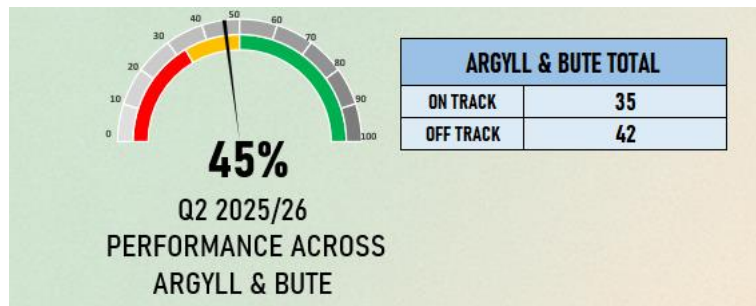 0
10
20
30
40
50
60
70
80
90
100
45%
Q2 2025/26
PERFORMANCE ACROSS
ARGYLL & BUTE
ARGYLL & BUTE TOTAL
ON TRACK 35
OFF TRACK 42